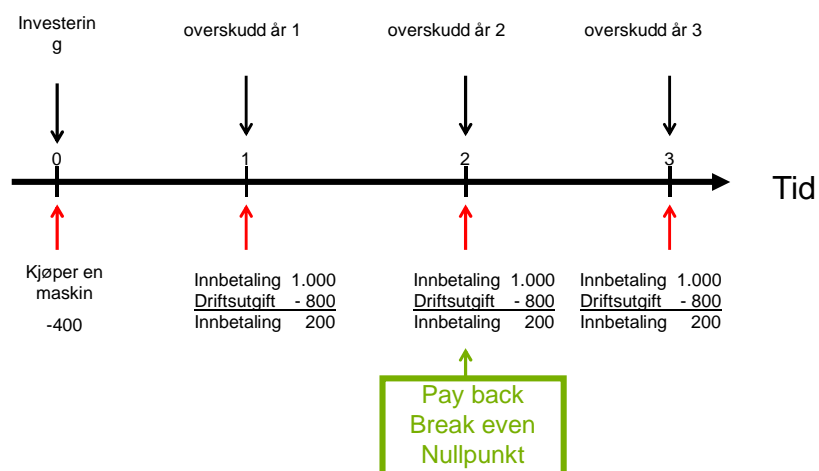 Investerin
g
overskudd år 1
overskudd år 2
overskudd år 3
0
1
2
3
Tid
Kjøper en
maskin
-400
Innbetaling 1.000
Driftsutgift - 800
Innbetaling 200
Innbetaling 1.000
Driftsutgift - 800
Innbetaling 200
Innbetaling 1.000
Driftsutgift - 800
Innbetaling 200
Pay back
Break even
Nullpunkt